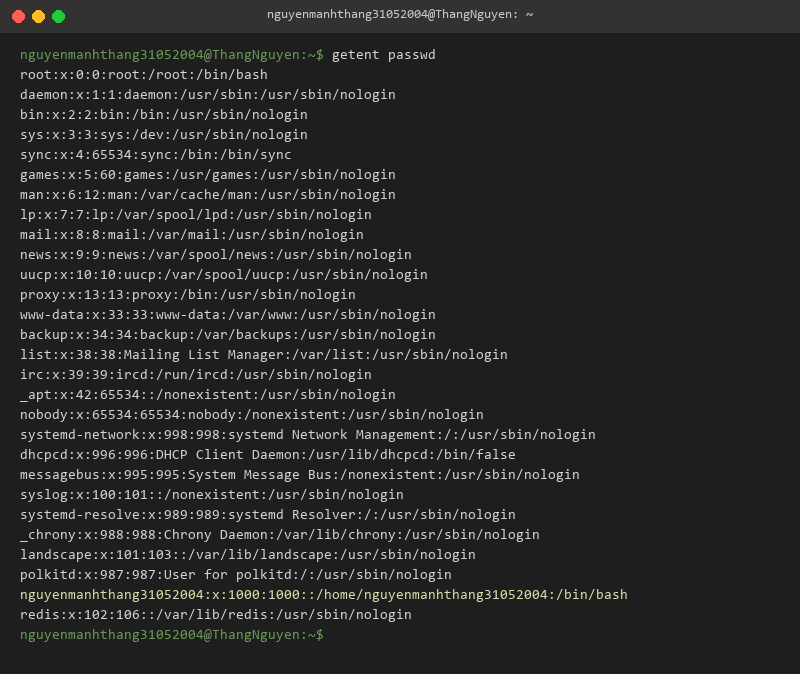 nguyenmanhthang31052004@ThangNguyen: ~
nguyenmanhthang31052004@ThangNguyen:~$ getent passwd
root:x:0:0:root:/root:/bin/bash
daemon:x:1:1:daemon:/usr/sbin:/usr/sbin/nologin
bin:x:2:2:bin:/bin:/usr/sbin/nologin
sys:x:3:3:sys:/dev:/usr/sbin/nologin
sync:x:4:65534:sync:/bin:/bin/sync
games:x:5:60:games:/usr/games:/usr/sbin/nologin
man:x:6:12:man:/var/cache/man:/usr/sbin/nologin
lp:x:7:7:lp:/var/spool/lpd:/usr/sbin/nologin
mail:x:8:8:mail:/var/mail:/usr/sbin/nologin
news:x:9:9:news:/var/spool/news:/usr/sbin/nologin
uucp:x:10:10:uucp:/var/spool/uucp:/usr/sbin/nologin
proxy:x:13:13:proxy:/bin:/usr/sbin/nologin
www-data:x:33:33:www-data:/var/www:/usr/sbin/nologin
backup:x:34:34:backup:/var/backups:/usr/sbin/nologin
list:x:38:38:Mailing List Manager:/var/list:/usr/sbin/nologin
irc:x:39:39:ircd:/run/ircd:/usr/sbin/nologin
_apt:x:42:65534::/nonexistent:/usr/sbin/nologin
nobody:x:65534:65534:nobody:/nonexistent:/usr/sbin/nologin
systemd-network:x:998:998:systemd Network Management:/:/usr/sbin/nologin
dhcpcd:x:996:996:DHCP Client Daemon:/usr/lib/dhcpcd:/bin/false
messagebus:x:995:995:System Message Bus:/nonexistent:/usr/sbin/nologin
syslog:x:100:101::/nonexistent:/usr/sbin/nologin
systemd-resolve:x:989:989:systemd Resolver:/:/usr/sbin/nologin
_chrony:x:988:988:Chrony Daemon:/var/lib/chrony:/usr/sbin/nologin
landscape:x:101:103::/var/lib/landscape:/usr/sbin/nologin
polkitd:x:987:987:User for polkitd:/:/usr/sbin/nologin
nguyenmanhthang31052004:x:1000:1000::/home/nguyenmanhthang31052004:/bin/bash
redis:x:102:106::/var/lib/redis:/usr/sbin/nologin
nguyenmanhthang31052004@ThangNguyen:~$